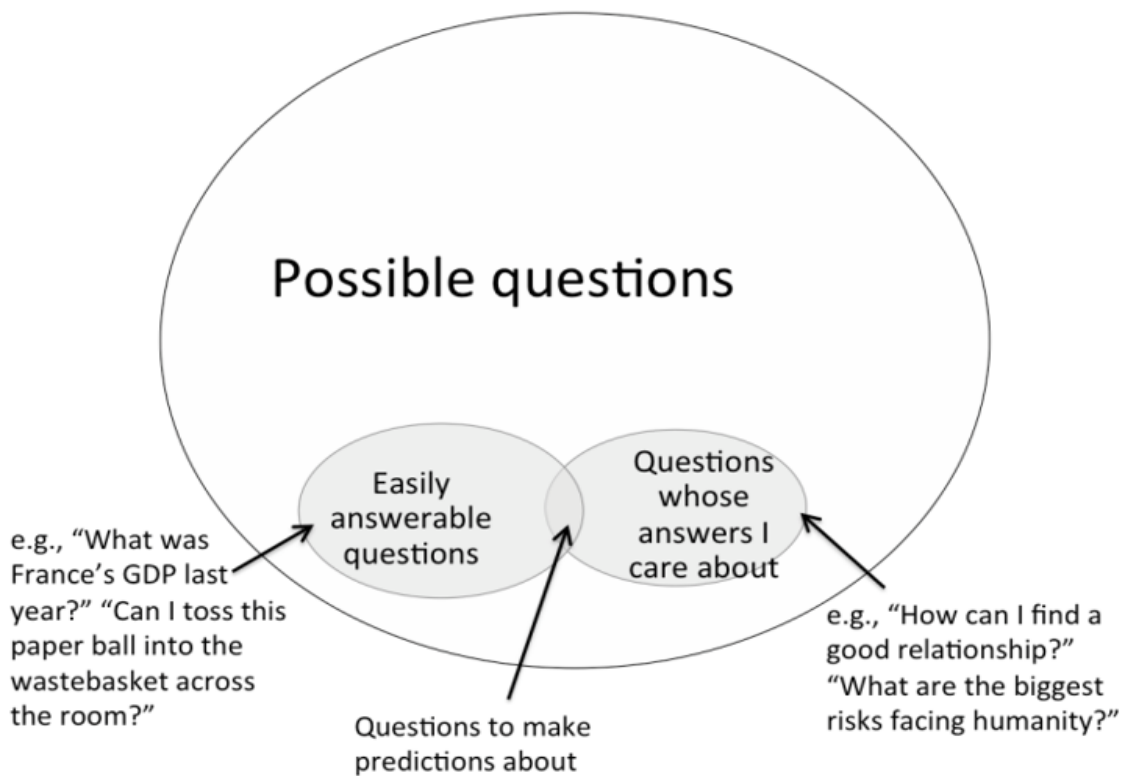 Possible questions
Easily
answerable
questions
Questions
whose
answers I
care about
e.g., “What was
France’s GDP last
year?” “Can I toss this
paper ball into the
wastebasket across
the room?”
Questions to make
predictions about
e.g., “How can I find a
good relationship?”
“What are the biggest
risks facing humanity?”